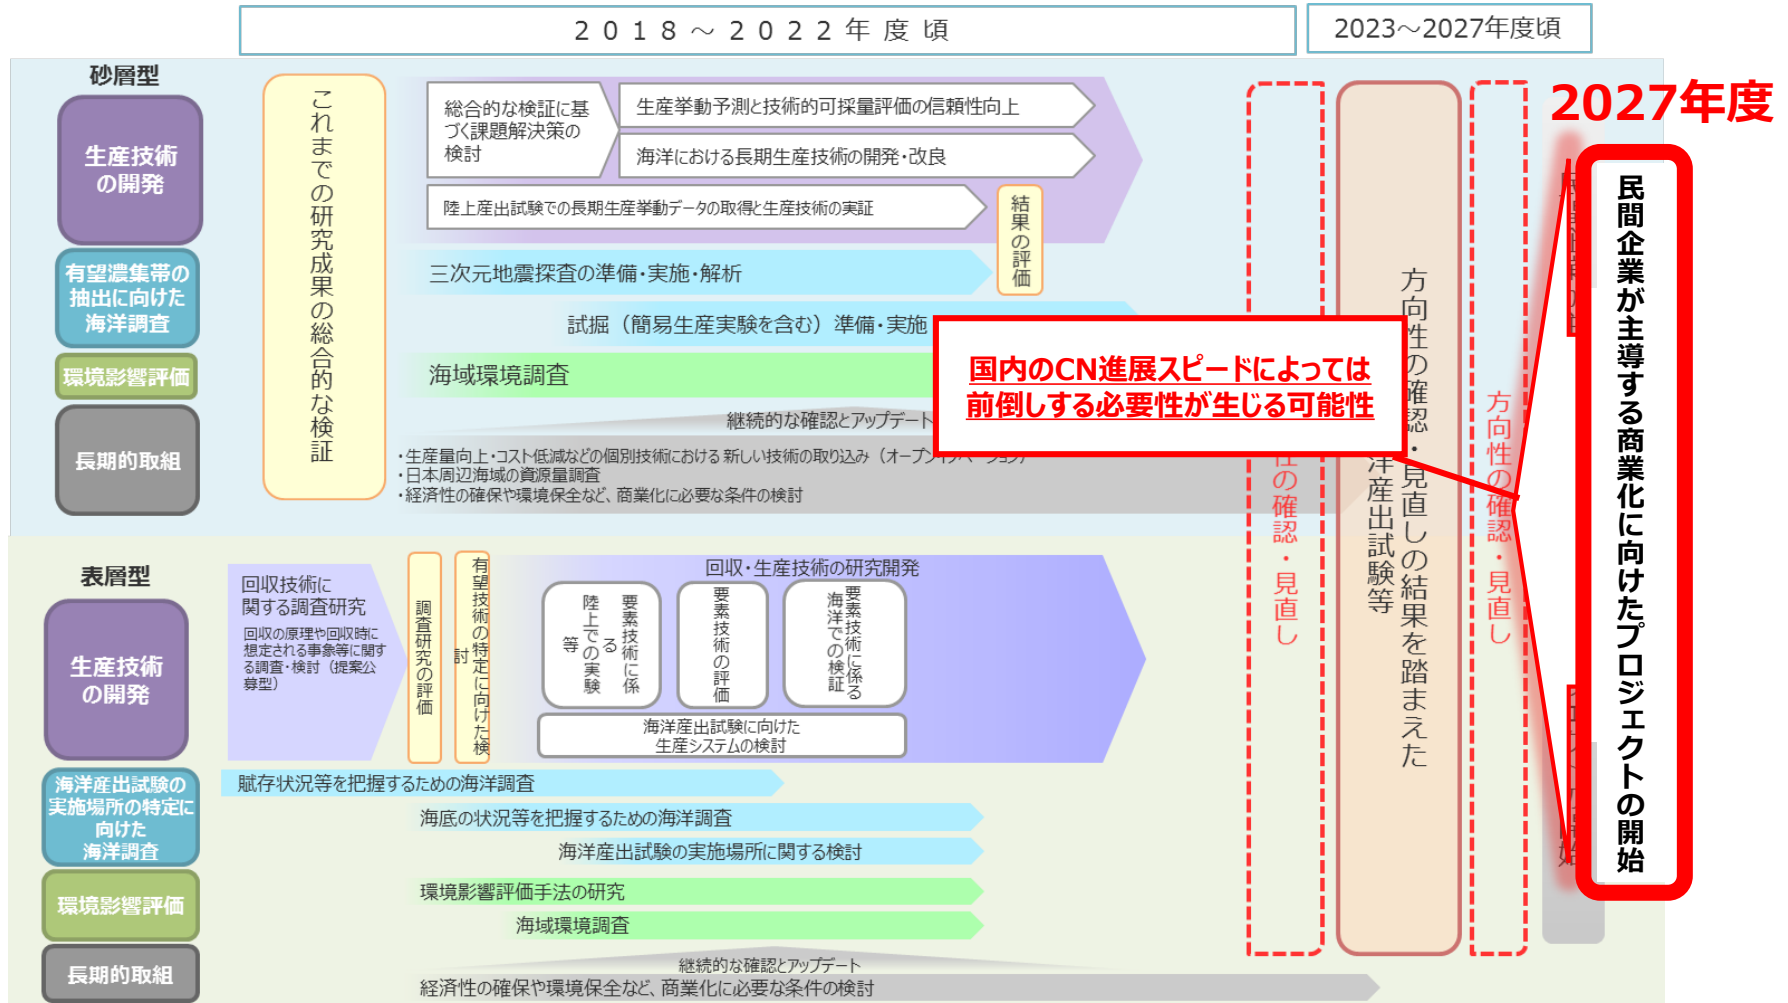 2018～2022年度頃
2023～2027年度頃
2027年度
砂層型
生産技術
の開発
有望濃集帯の
抽出に向けた
海洋調査
環境影響評価
長期的取組
これまでの研究成果の総合的な検証
総合的な検証に基
づく課題解決策の
検討
生産挙動予測と技術的可採量評価の信頼性向上
海洋における長期生産技術の開発・改良
陸上産出試験での長期生産挙動データの取得と生産技術の実証
結果の評価
三次元地震探査の準備・実施・解析
試掘（簡易生産実験を含む）準備・実施
海域環境調査
継続的な確認とアップデート
・生産量向上・コスト低減などの個別技術における新しい技術の取り込み（オープンイノベーション）
・日本周辺海域の資源量調査
・経済性の確保や環境保全など、商業化に必要な条件の検討
国内のCN進展スピードによっては
前倒しする必要性が生じる可能性
性の確認・見直し
方向性の確認・見直しの結果を踏まえた
洋産出試験等
方向性の確認・見直し
民間企業が主導する商業化に向けたプロジェクトの開始
表層型
生産技術
の開発
海洋産出試験の
実施場所の特定に
向けた
海洋調査
環境影響評価
長期的取組
回収技術に
関する調査研究
回収の原理や回収時に
想定される事象等に関す
る調査・検討（提案公
募型）
調査研究の評価
有望技術の特定に向けた検
討
回収・生産技術の研究開発
要素技術に係
る
陸上での実験
等
要素技術の評価
要素技術に係る
海洋での検証
海洋産出試験に向けた
生産システムの検討
賦存状況等を把握するための海洋調査
海底の状況等を把握するための海洋調査
海洋産出試験の実施場所に関する検討
環境影響評価手法の研究
海域環境調査
継続的な確認とアップデート
経済性の確保や環境保全など、商業化に必要な条件の検討